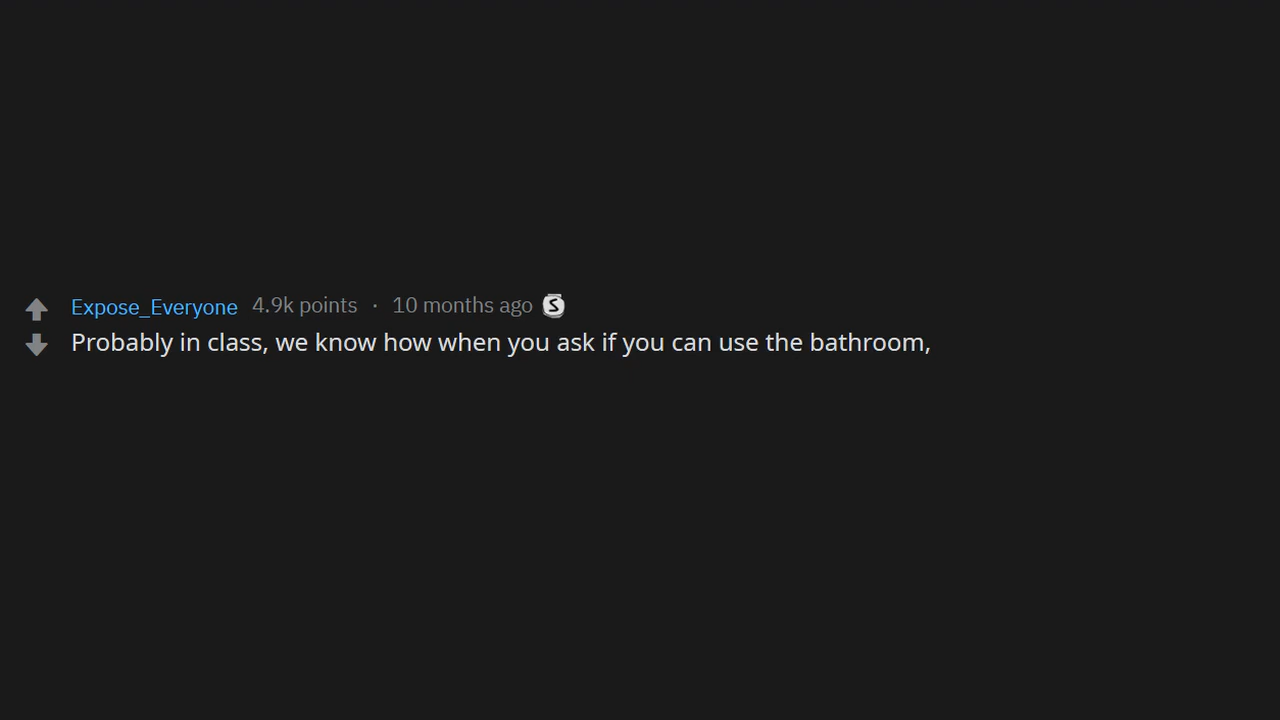 Expose_Everyone 4.9k points · 10 months ago S
Probably in class, we know how when you ask if you can use the bathroom,